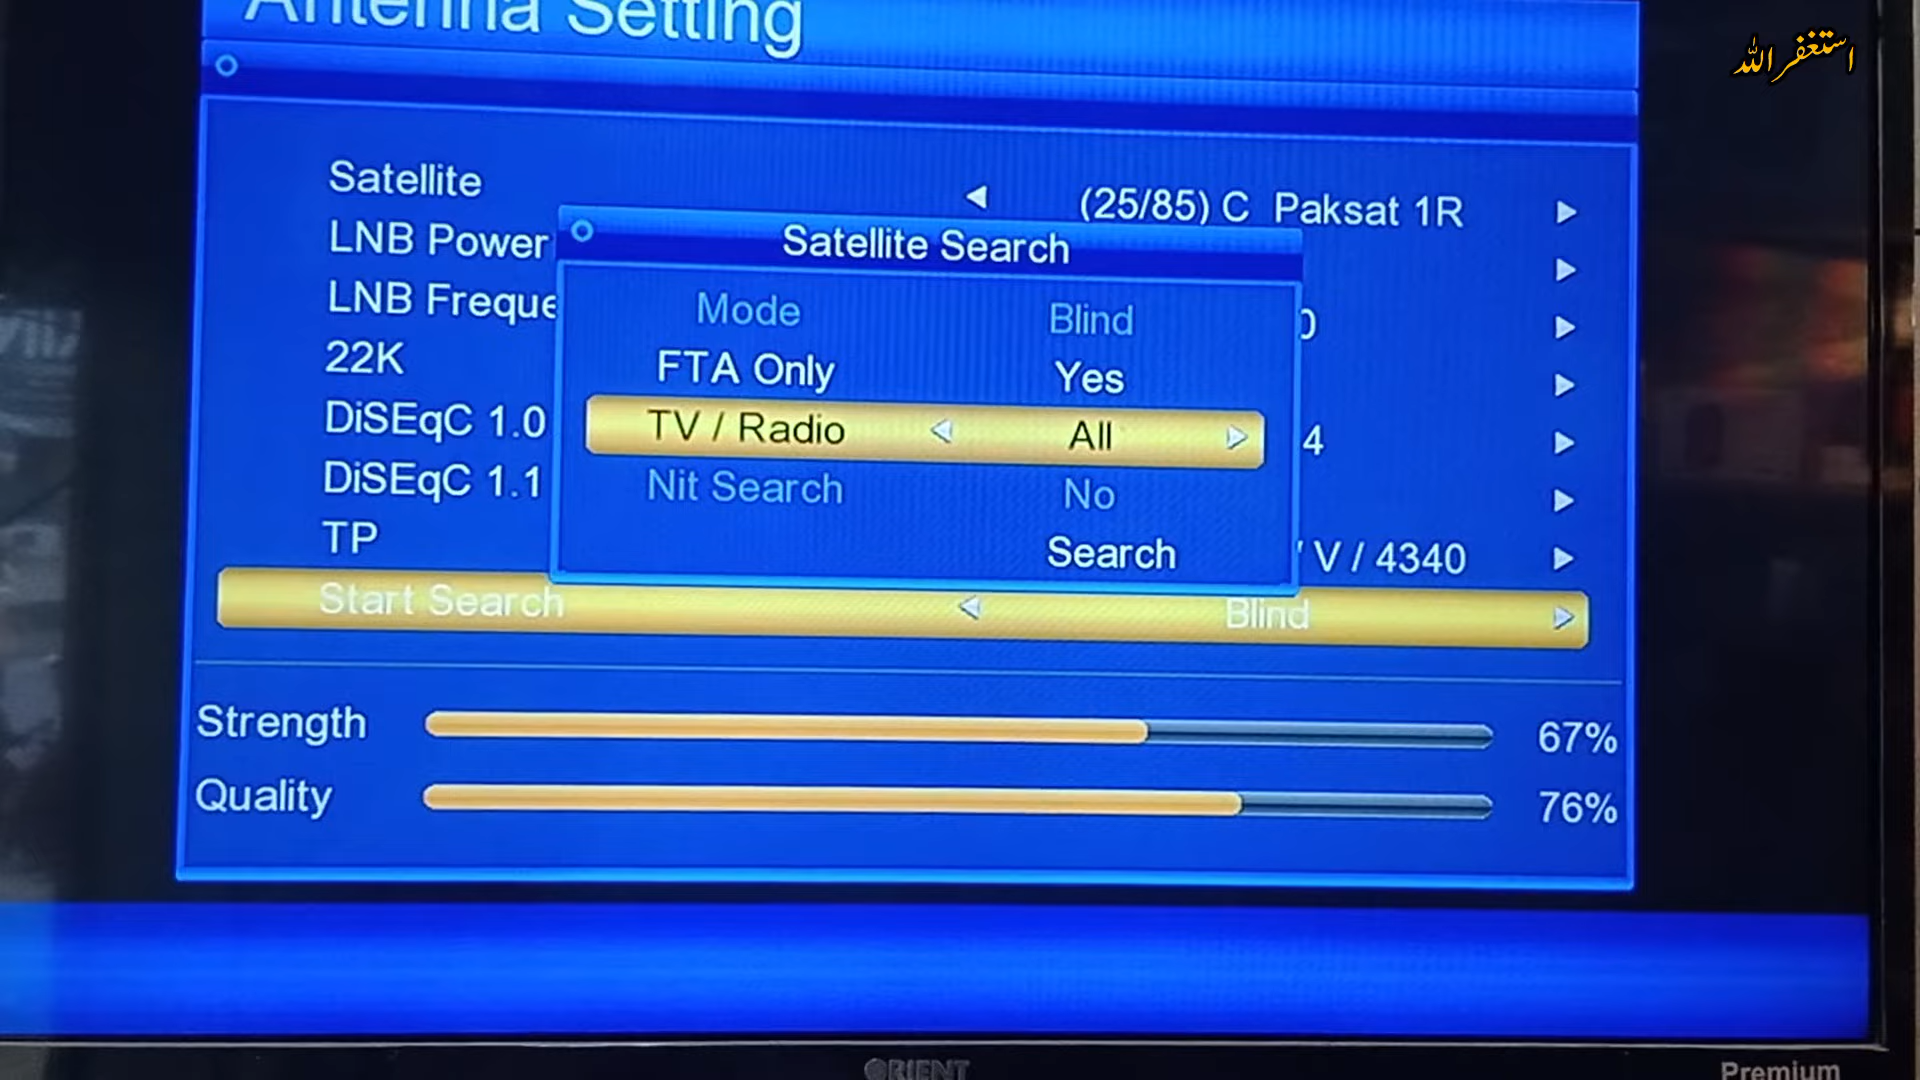 Antenna Setting
استغفر اللہ
Satellite (25/85) C Paksat 1R
LNB Power
LNB Freque
22K
DiSEqC 1.0 4
DiSEqC 1.1
TP V / 4340
Start Search Blind
Satellite Search
Mode Blind
FTA Only Yes
TV / Radio All
Nit Search No
Search
Strength 67%
Quality 76%
ORIENT
Premium